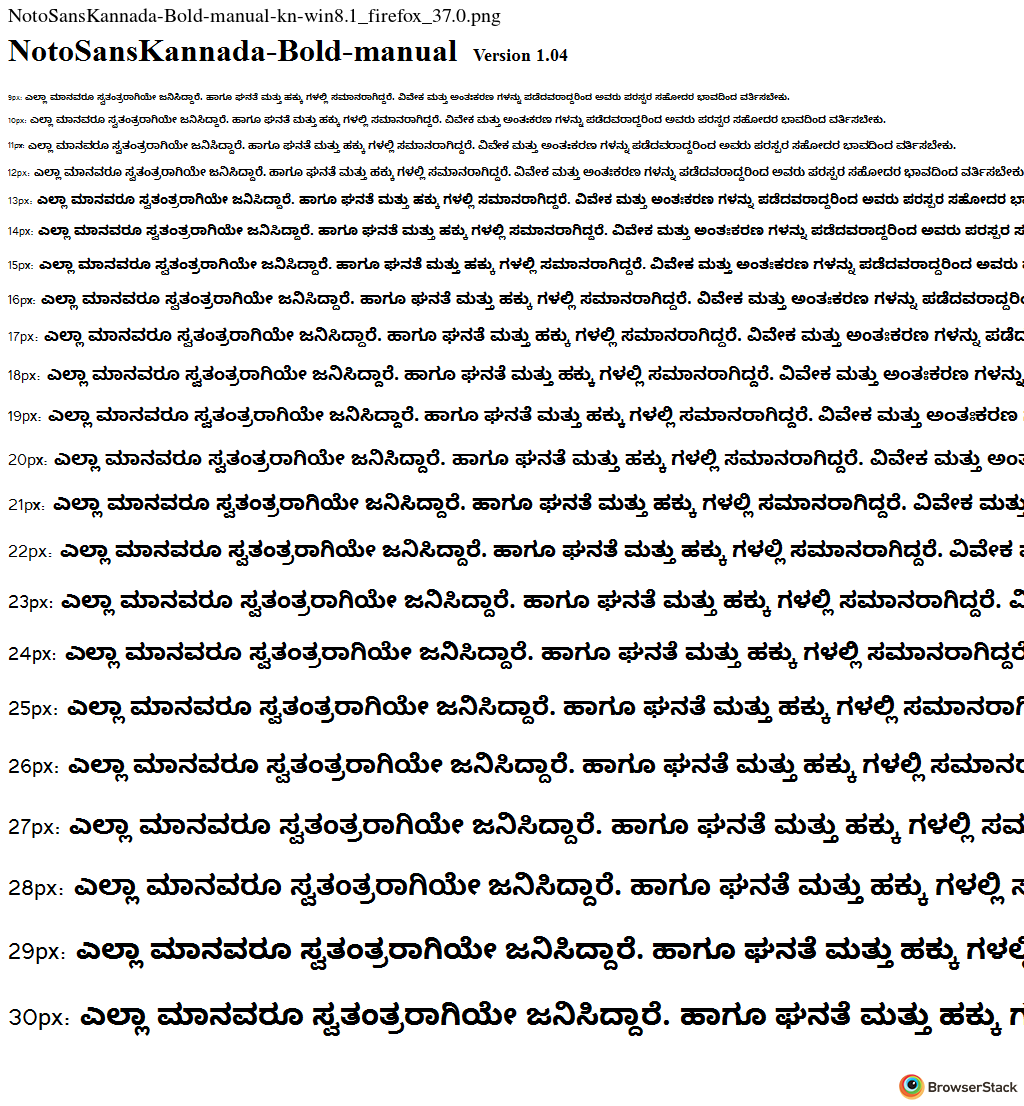 NotoSansKannada-Bold-manual-kn-win8.1_firefox_37.0.png
NotoSansKannada-Bold-manual Version 1.04
9px: ಎಲ್ಲಾ ಮಾನವರೂ ಸ್ವತಂತ್ರರಾಗಿಯೇ ಜನಿಸಿದ್ದಾರೆ. ಹಾಗೂ ಘನತೆ ಮತ್ತು ಹಕ್ಕು ಗಳಲ್ಲಿ ಸಮಾನರಾಗಿದ್ದರೆ. ವಿವೇಕ ಮತ್ತು ಅಂತಃಕರಣ ಗಳನ್ನು ಪಡೆದವರಾದ್ದರಿಂದ ಅವರು ಪರಸ್ಪರ ಸಹೋದರ ಭಾವದಿಂದ ವರ್ತಿಸಬೇಕು.
10px: ಎಲ್ಲಾ ಮಾನವರೂ ಸ್ವತಂತ್ರರಾಗಿಯೇ ಜನಿಸಿದ್ದಾರೆ. ಹಾಗೂ ಘನತೆ ಮತ್ತು ಹಕ್ಕು ಗಳಲ್ಲಿ ಸಮಾನರಾಗಿದ್ದರೆ. ವಿವೇಕ ಮತ್ತು ಅಂತಃಕರಣ ಗಳನ್ನು ಪಡೆದವರಾದ್ದರಿಂದ ಅವರು ಪರಸ್ಪರ ಸಹೋದರ ಭಾವದಿಂದ ವರ್ತಿಸಬೇಕು.
11px: ಎಲ್ಲಾ ಮಾನವರೂ ಸ್ವತಂತ್ರರಾಗಿಯೇ ಜನಿಸಿದ್ದಾರೆ. ಹಾಗೂ ಘನತೆ ಮತ್ತು ಹಕ್ಕು ಗಳಲ್ಲಿ ಸಮಾನರಾಗಿದ್ದರೆ. ವಿವೇಕ ಮತ್ತು ಅಂತಃಕರಣ ಗಳನ್ನು ಪಡೆದವರಾದ್ದರಿಂದ ಅವರು ಪರಸ್ಪರ ಸಹೋದರ ಭಾವದಿಂದ ವರ್ತಿಸಬೇಕು.
12px: ಎಲ್ಲಾ ಮಾನವರೂ ಸ್ವತಂತ್ರರಾಗಿಯೇ ಜನಿಸಿದ್ದಾರೆ. ಹಾಗೂ ಘನತೆ ಮತ್ತು ಹಕ್ಕು ಗಳಲ್ಲಿ ಸಮಾನರಾಗಿದ್ದರೆ. ವಿವೇಕ ಮತ್ತು ಅಂತಃಕರಣ ಗಳನ್ನು ಪಡೆದವರಾದ್ದರಿಂದ ಅವರು ಪರಸ್ಪರ ಸಹೋದರ ಭಾವದಿಂದ ವರ್ತಿಸಬೇಕು
13px: ಎಲ್ಲಾ ಮಾನವರೂ ಸ್ವತಂತ್ರರಾಗಿಯೇ ಜನಿಸಿದ್ದಾರೆ. ಹಾಗೂ ಘನತೆ ಮತ್ತು ಹಕ್ಕು ಗಳಲ್ಲಿ ಸಮಾನರಾಗಿದ್ದರೆ. ವಿವೇಕ ಮತ್ತು ಅಂತಃಕರಣ ಗಳನ್ನು ಪಡೆದವರಾದ್ದರಿಂದ ಅವರು ಪರಸ್ಪರ ಸಹೋದರ
14px: ಎಲ್ಲಾ ಮಾನವರೂ ಸ್ವತಂತ್ರರಾಗಿಯೇ ಜನಿಸಿದ್ದಾರೆ. ಹಾಗೂ ಘನತೆ ಮತ್ತು ಹಕ್ಕು ಗಳಲ್ಲಿ ಸಮಾನರಾಗಿದ್ದರೆ. ವಿವೇಕ ಮತ್ತು ಅಂತಃಕರಣ ಗಳನ್ನು ಪಡೆದವರಾದ್ದರಿಂದ ಅವರು ಪರಸ್ಪರ
15px: ಎಲ್ಲಾ ಮಾನವರೂ ಸ್ವತಂತ್ರರಾಗಿಯೇ ಜನಿಸಿದ್ದಾರೆ. ಹಾಗೂ ಘನತೆ ಮತ್ತು ಹಕ್ಕು ಗಳಲ್ಲಿ ಸಮಾನರಾಗಿದ್ದರೆ. ವಿವೇಕ ಮತ್ತು ಅಂತಃಕರಣ ಗಳನ್ನು ಪಡೆದವರಾದ್ದರಿಂದ ಅವರು
16px: ಎಲ್ಲಾ ಮಾನವರೂ ಸ್ವತಂತ್ರರಾಗಿಯೇ ಜನಿಸಿದ್ದಾರೆ. ಹಾಗೂ ಘನತೆ ಮತ್ತು ಹಕ್ಕು ಗಳಲ್ಲಿ ಸಮಾನರಾಗಿದ್ದರೆ. ವಿವೇಕ ಮತ್ತು ಅಂತಃಕರಣ ಗಳನ್ನು
17px: ಎಲ್ಲಾ ಮಾನವರೂ ಸ್ವತಂತ್ರರಾಗಿಯೇ ಜನಿಸಿದ್ದಾರೆ. ಹಾಗೂ ಘನತೆ ಮತ್ತು ಹಕ್ಕು ಗಳಲ್ಲಿ ಸಮಾನರಾಗಿದ್ದರೆ. ವಿವೇಕ ಮತ್ತು ಅಂತಃಕರಣ ಗಳನ್ನು
18px: ಎಲ್ಲಾ ಮಾನವರೂ ಸ್ವತಂತ್ರರಾಗಿಯೇ ಜನಿಸಿದ್ದಾರೆ. ಹಾಗೂ ಘನತೆ ಮತ್ತು ಹಕ್ಕು ಗಳಲ್ಲಿ ಸಮಾನರಾಗಿದ್ದರೆ. ವಿವೇಕ ಮತ್ತು ಅಂತಃಕರಣ ಗಳನ್ನು
19px: ಎಲ್ಲಾ ಮಾನವರೂ ಸ್ವತಂತ್ರರಾಗಿಯೇ ಜನಿಸಿದ್ದಾರೆ. ಹಾಗೂ ಘನತೆ ಮತ್ತು ಹಕ್ಕು ಗಳಲ್ಲಿ ಸಮಾನರಾಗಿದ್ದರೆ. ವಿವೇಕ ಮತ್ತು ಅಂತಃಕರಣ
20px: ಎಲ್ಲಾ ಮಾನವರೂ ಸ್ವತಂತ್ರರಾಗಿಯೇ ಜನಿಸಿದ್ದಾರೆ. ಹಾಗೂ ಘನತೆ ಮತ್ತು ಹಕ್ಕು ಗಳಲ್ಲಿ ಸಮಾನರಾಗಿದ್ದರೆ. ವಿವೇಕ ಮತ್ತು
21px: ಎಲ್ಲಾ ಮಾನವರೂ ಸ್ವತಂತ್ರರಾಗಿಯೇ ಜನಿಸಿದ್ದಾರೆ. ಹಾಗೂ ಘನತೆ ಮತ್ತು ಹಕ್ಕು ಗಳಲ್ಲಿ ಸಮಾನರಾಗಿದ್ದರೆ. ವಿವೇಕ ಮತ್ತು
22px: ಎಲ್ಲಾ ಮಾನವರೂ ಸ್ವತಂತ್ರರಾಗಿಯೇ ಜನಿಸಿದ್ದಾರೆ. ಹಾಗೂ ಘನತೆ ಮತ್ತು ಹಕ್ಕು ಗಳಲ್ಲಿ ಸಮಾನರಾಗಿದ್ದರೆ. ವಿವೇಕ
23px: ಎಲ್ಲಾ ಮಾನವರೂ ಸ್ವತಂತ್ರರಾಗಿಯೇ ಜನಿಸಿದ್ದಾರೆ. ಹಾಗೂ ಘನತೆ ಮತ್ತು ಹಕ್ಕು ಗಳಲ್ಲಿ ಸಮಾನರಾಗಿದ್ದರೆ.
24px: ಎಲ್ಲಾ ಮಾನವರೂ ಸ್ವತಂತ್ರರಾಗಿಯೇ ಜನಿಸಿದ್ದಾರೆ. ಹಾಗೂ ಘನತೆ ಮತ್ತು ಹಕ್ಕು ಗಳಲ್ಲಿ ಸಮಾನರಾಗಿದ್ದರೆ
25px: ಎಲ್ಲಾ ಮಾನವರೂ ಸ್ವತಂತ್ರರಾಗಿಯೇ ಜನಿಸಿದ್ದಾರೆ. ಹಾಗೂ ಘನತೆ ಮತ್ತು ಹಕ್ಕು ಗಳಲ್ಲಿ
26px: ಎಲ್ಲಾ ಮಾನವರೂ ಸ್ವತಂತ್ರರಾಗಿಯೇ ಜನಿಸಿದ್ದಾರೆ. ಹಾಗೂ ಘನತೆ ಮತ್ತು ಹಕ್ಕು ಗಳಲ್ಲಿ
27px: ಎಲ್ಲಾ ಮಾನವರೂ ಸ್ವತಂತ್ರರಾಗಿಯೇ ಜನಿಸಿದ್ದಾರೆ. ಹಾಗೂ ಘನತೆ ಮತ್ತು ಹಕ್ಕು ಗಳಲ್ಲಿ
28px: ಎಲ್ಲಾ ಮಾನವರೂ ಸ್ವತಂತ್ರರಾಗಿಯೇ ಜನಿಸಿದ್ದಾರೆ. ಹಾಗೂ ಘನತೆ ಮತ್ತು ಹಕ್ಕು ಗಳಲ್ಲಿ
29px: ಎಲ್ಲಾ ಮಾನವರೂ ಸ್ವತಂತ್ರರಾಗಿಯೇ ಜನಿಸಿದ್ದಾರೆ. ಹಾಗೂ ಘನತೆ ಮತ್ತು ಹಕ್ಕು ಗಳಲ್ಲಿ
30px: ಎಲ್ಲಾ ಮಾನವರೂ ಸ್ವತಂತ್ರರಾಗಿಯೇ ಜನಿಸಿದ್ದಾರೆ. ಹಾಗೂ ಘನತೆ ಮತ್ತು ಹಕ್ಕು
BrowserStack